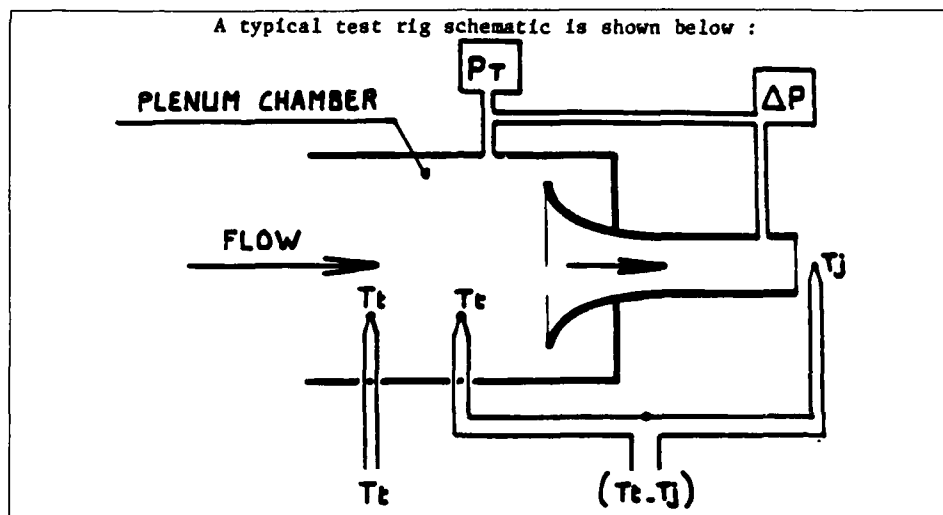 A typical test rig schematic is shown below :
PT
ΔP
PLENUM CHAMBER
FLOW
Tj
Tt
Tt
Tt
(Tt-Tj)